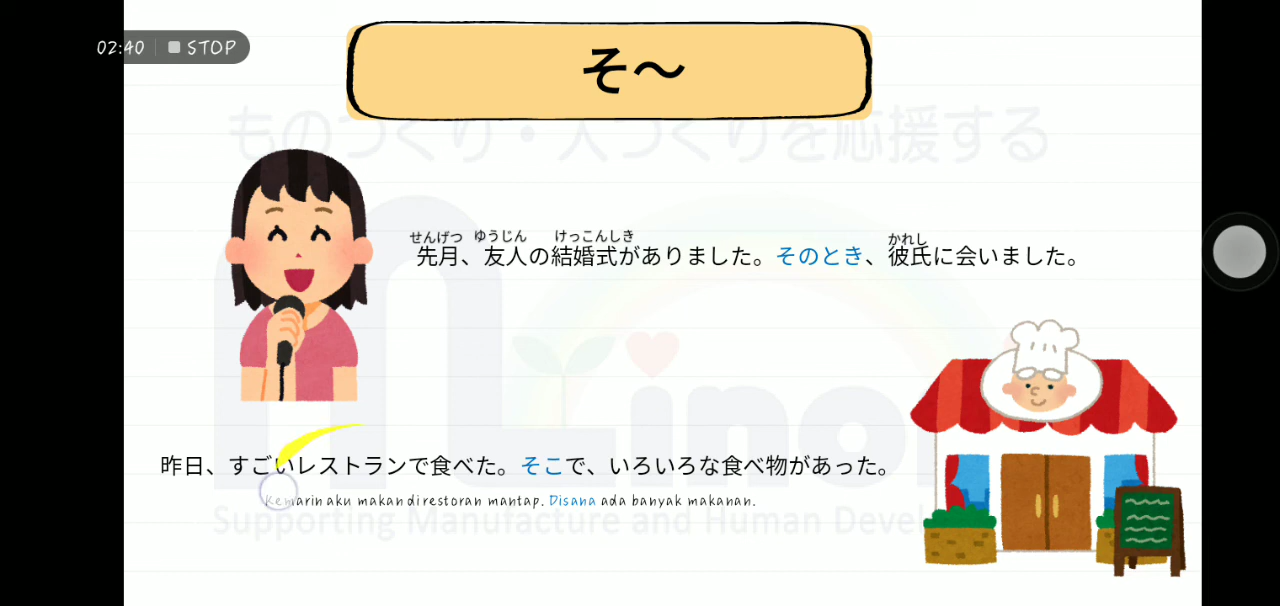 02:40 STOP
そ～
ものづくり・人づくりを応援する
せんげつ ゆうじん けっこんしき かれし
先月、友人の結婚式がありました。そのとき、彼氏に会いました。
昨日、すごいレストランで食べた。そこで、いろいろな食べ物があった。
Kemarin aku makan di restoran mantap. Disana ada banyak makanan.
Supporting Manufacture and Human Devel